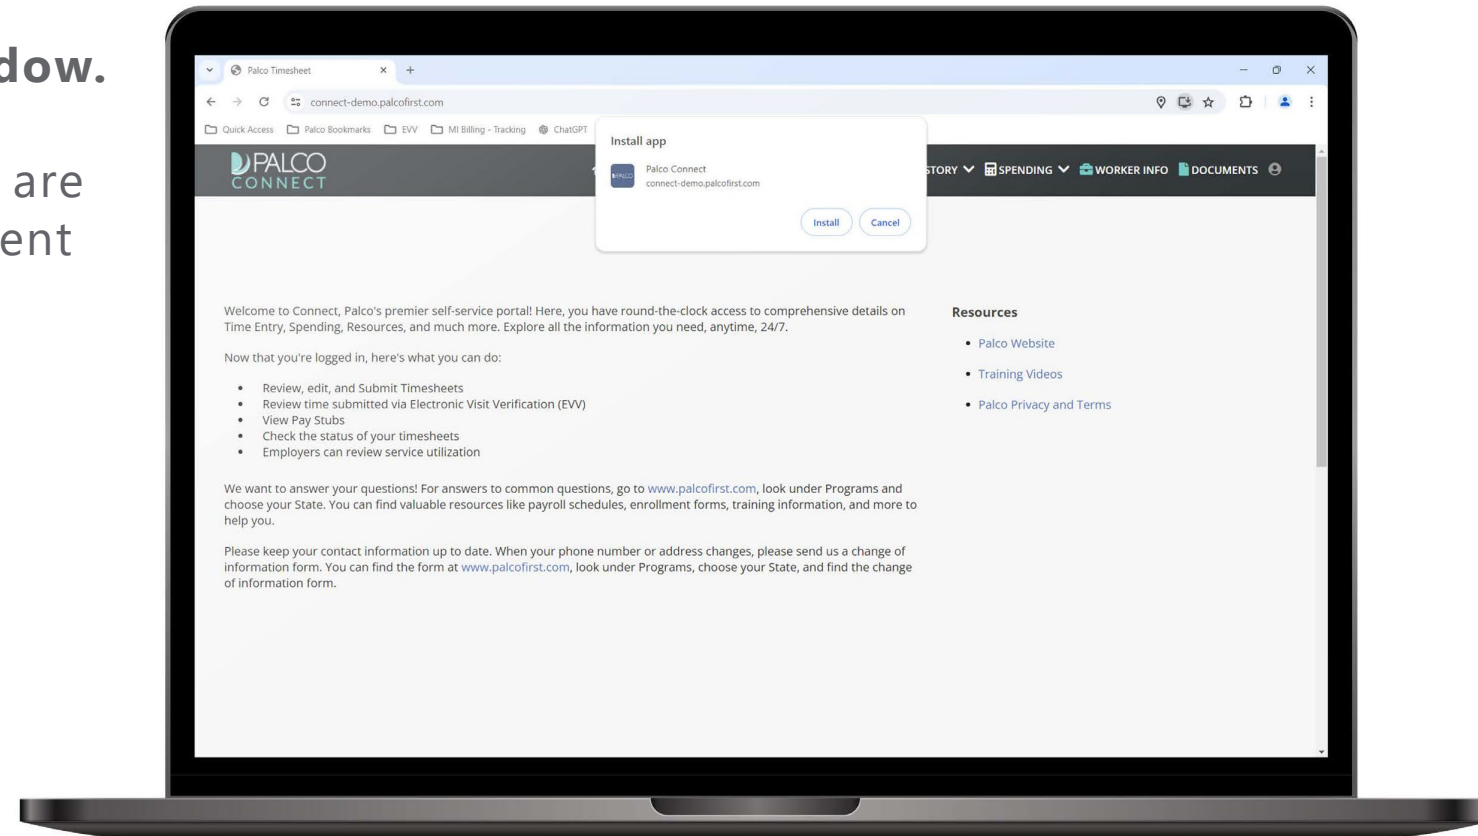 dow.
are
ent
Palco Timesheet
connect-demo.palcofirst.com
Quick Access Palco Bookmarks EVV MI Billing - Tracking ChatGPT
Install app
PALCO
Palco Connect
connect-demo.palcofirst.com
Install Cancel
PALCO
CONNECT
STORY SPENDING WORKER INFO DOCUMENTS
Welcome to Connect, Palco's premier self-service portal! Here, you have round-the-clock access to comprehensive details on
Time Entry, Spending, Resources, and much more. Explore all the information you need, anytime, 24/7.
Now that you're logged in, here's what you can do:
• Review, edit, and Submit Timesheets
• Review time submitted via Electronic Visit Verification (EVV)
• View Pay Stubs
• Check the status of your timesheets
• Employers can review service utilization
We want to answer your questions! For answers to common questions, go to www.palcofirst.com, look under Programs and
choose your State. You can find valuable resources like payroll schedules, enrollment forms, training information, and more to
help you.
Please keep your contact information up to date. When your phone number or address changes, please send us a change of
information form. You can find the form at www.palcofirst.com, look under Programs, choose your State, and find the change
of information form.
Resources
• Palco Website
• Training Videos
• Palco Privacy and Terms